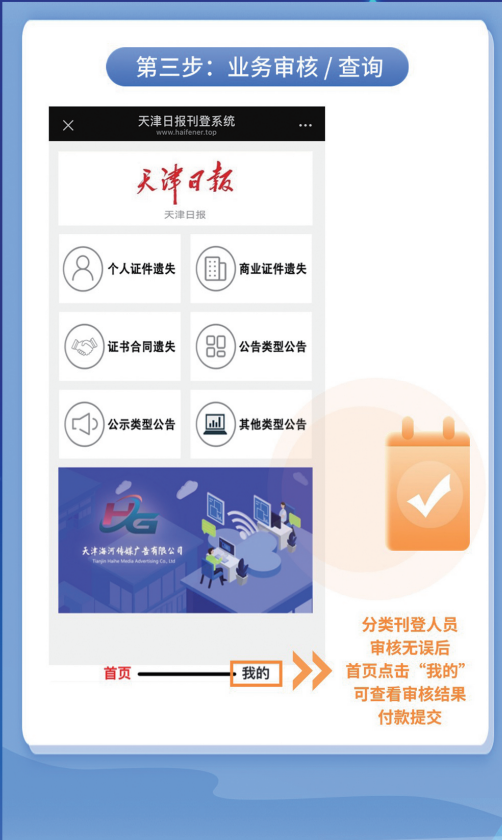 第三步：业务审核 / 查询
天津日报刊登系统
www.haifener.top
天津日报
天津日报
个人证件遗失
商业证件遗失
证书合同遗失
公告类型公告
公示类型公告
其他类型公告
天津海河传媒广告有限公司
Tianjin Haihe Media Advertising Co., Ltd
首页
我的
分类刊登人员
审核无误后
首页点击“我的”
可查看审核结果
付款提交